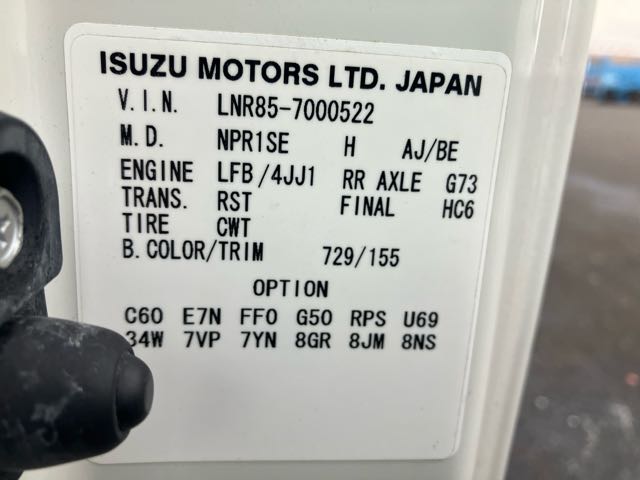 ISUZU MOTORS LTD. JAPAN
V.I.N. LNR85-7000522
M.D. NPR1SE H AJ/BE
ENGINE LFB/4JJ1 RR AXLE G73
TRANS. RST FINAL HC6
TIRE CWT
B.COLOR/TRIM 729/155
OPTION
C60 E7N FF0 G50 RPS U69
34W 7VP 7YN 8GR 8JM 8NS